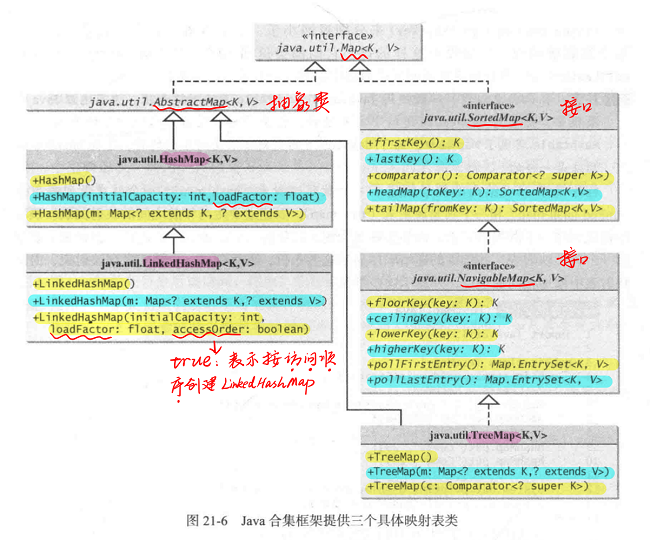 «interface»
java.util.Map<K, V>
java.util.AbstractMap<K,V>
抽象类
«interface»
java.util.SortedMap<K,V>
接口
+firstKey(): K
+lastKey(): K
+comparator(): Comparator<? super K>)
+headMap(toKey: K): SortedMap<K,V>
+tailMap(fromKey: K): SortedMap<K,V>
java.util.HashMap<K,V>
+HashMap()
+HashMap(initialCapacity: int,loadFactor: float)
+HashMap(m: Map<? extends K, ? extends V>)
java.util.LinkedHashMap<K,V>
+LinkedHashMap()
+LinkedHashMap(m: Map<? extends K,? extends V>)
+LinkedHashMap(initialCapacity: int,
loadFactor: float, accessOrder: boolean)
true: 表示按访问顺
序创建 LinkedHashMap
«interface»
java.util.NavigableMap<K, V>
接口
+floorKey(key: K): K
+ceilingKey(key: K): K
+lowerKey(key: K): K
+higherKey(key: K): K
+pollFirstEntry(): Map.EntrySet<K, V>
+pollLastEntry(): Map.EntrySet<K, V>
java.util.TreeMap<K,V>
+TreeMap()
+TreeMap(m: Map<? extends K,? extends V>)
+TreeMap(c: Comparator<? super K>)
图 21-6 Java 合集框架提供三个具体映射表类